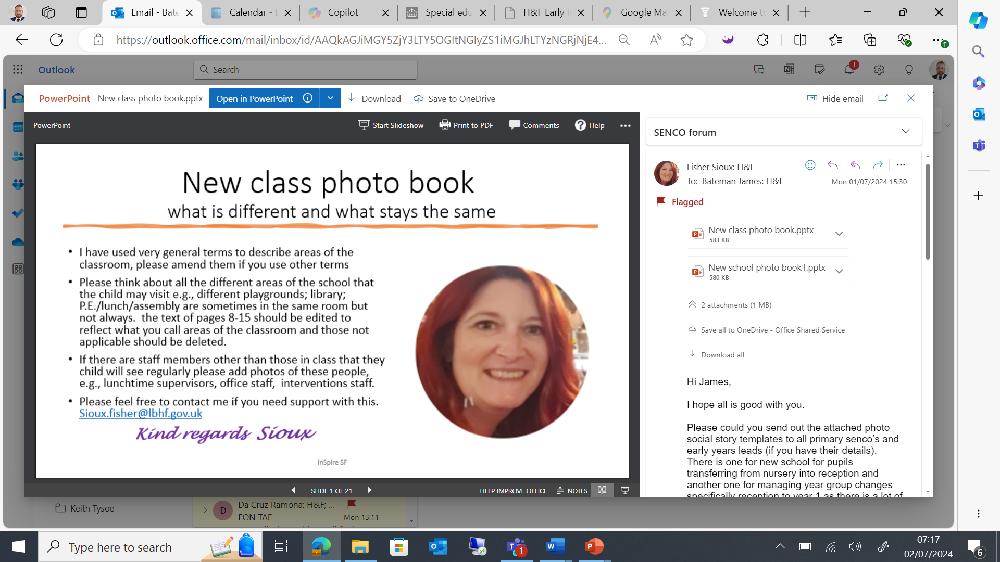 Email - Bate
Calendar - E
Copilot
Special edu
H&F Early I
Google Ma
Welcome to
https://outlook.office.com/mail/inbox/id/AAQkAGJiMGY5ZjY3LTY5OGItNGIyZS1iMGJhLTYzNGRjNjE4...
Outlook
Search
1
PowerPoint New class photo book.pptx Open in PowerPoint Download Save to OneDrive Hide email
PowerPoint Start Slideshow Print to PDF Comments Help
New class photo book
what is different and what stays the same
• I have used very general terms to describe areas of the
classroom, please amend them if you use other terms
• Please think about all the different areas of the school that
the child may visit e.g., different playgrounds; library;
P.E./lunch/assembly are sometimes in the same room but
not always. the text of pages 8-15 should be edited to
reflect what you call areas of the classroom and those not
applicable should be deleted.
• If there are staff members other than those in class that they
child will see regularly please add photos of these people,
e.g., lunchtime supervisors, office staff, interventions staff.
• Please feel free to contact me if you need support with this.
Sioux.fisher@lbhf.gov.uk
Kind regards Sioux
InSpIre SF
SLIDE 1 OF 21
HELP IMPROVE OFFICE NOTES
SENCO forum
Fisher Sioux: H&F
To: Bateman James: H&F
Mon 01/07/2024 15:30
Flagged
New class photo book.pptx
583 KB
New school photo book1.pptx
580 KB
2 attachments (1 MB)
Save all to OneDrive - Office Shared Service
Download all
Hi James,
I hope all is good with you.
Please could you send out the attached photo
social story templates to all primary senco's and
early years leads (if you have their details).
There is one for new school for pupils
transferring from nursery into reception and
another one for managing year group changes
specifically reception to year 1 as there is a lot of
Keith Tysoe
D
Da Cruz Ramona: H&F; ...
EON TAF
Mon 13:11
Type here to search
1
07:17
02/07/2024
6